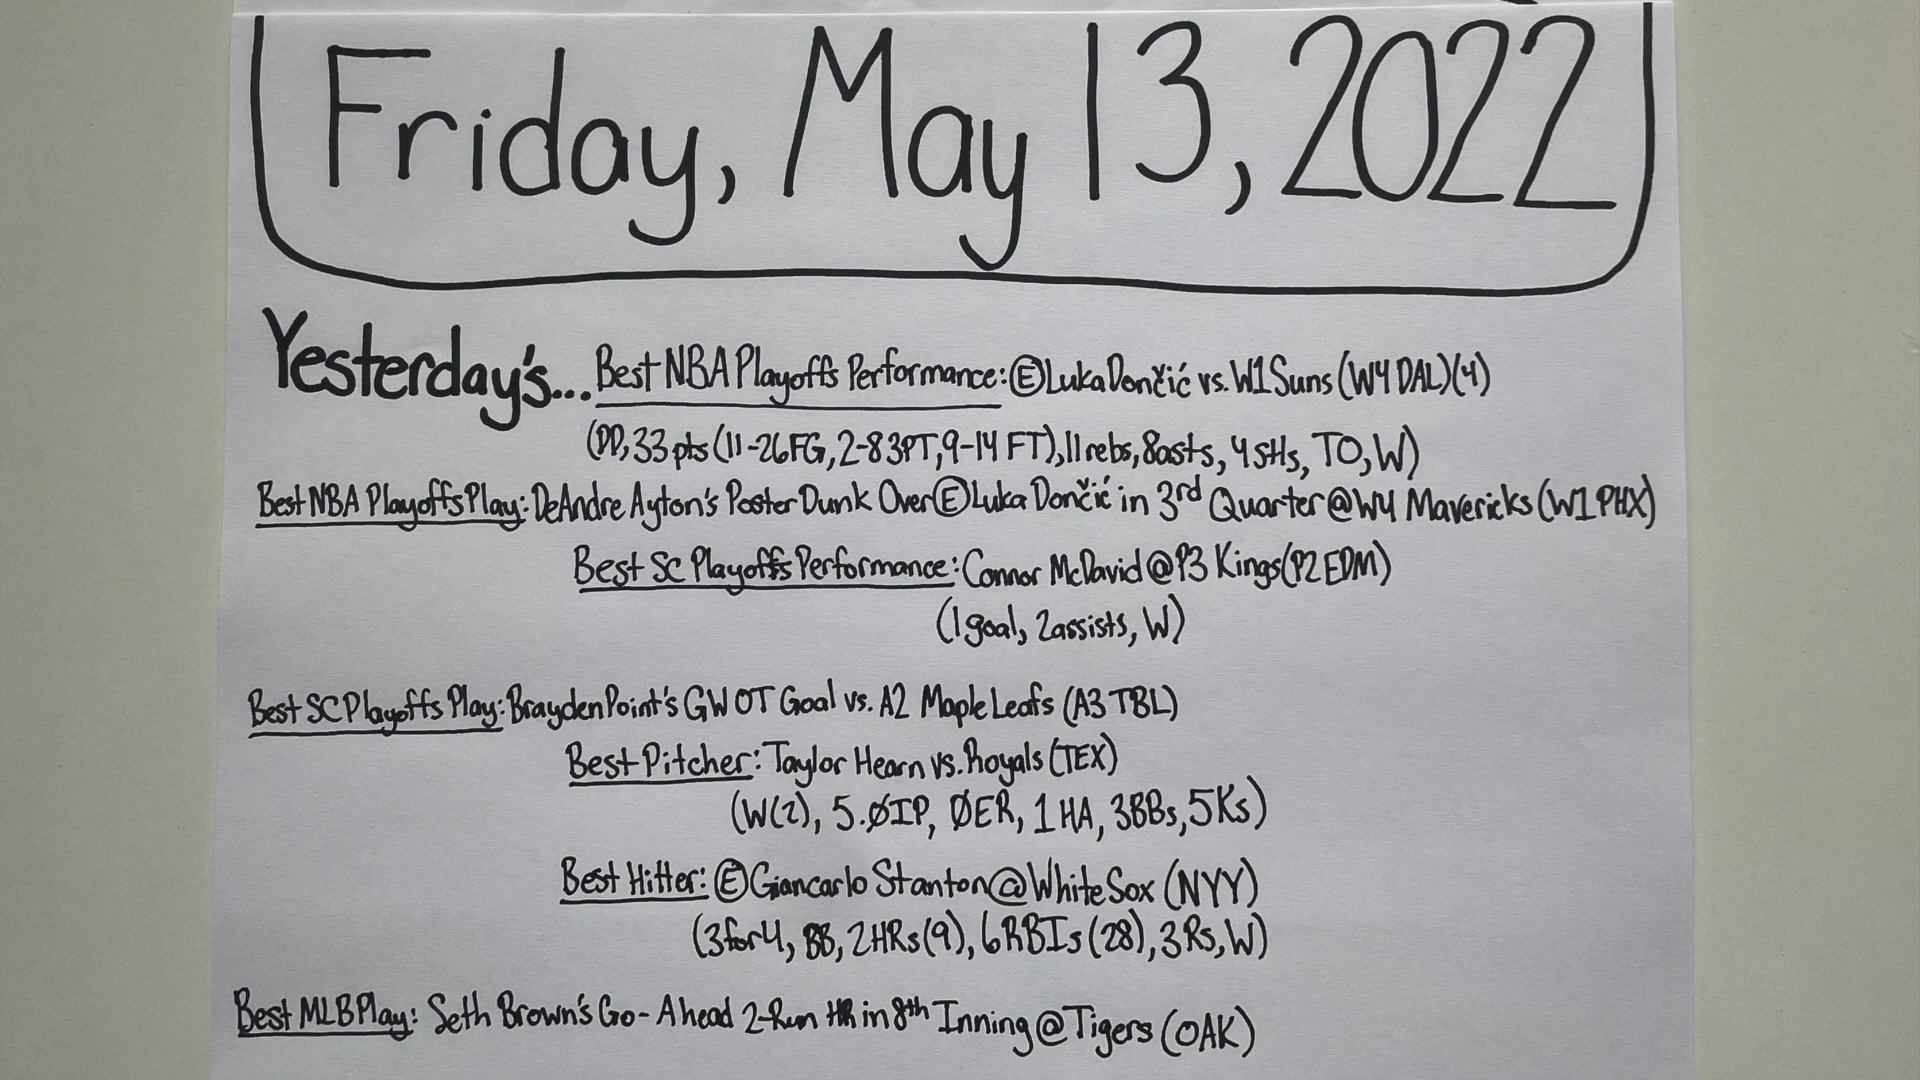 Friday, May 13, 2022
Yesterday's... Best NBA Playoffs Performance: Ⓔ Luka Dončić vs. W1 Suns (W4 DAL)(4)
(DD, 33 pts (11-26 FG, 2-8 3PT, 9-14 FT), 11 rebs, 8 asts, 4 stls, TO, W)
Best NBA Playoffs Play: DeAndre Ayton's Poster Dunk Over Ⓔ Luka Dončić in 3rd Quarter @ W4 Mavericks (W1 PHX)
Best SC Playoffs Performance: Connor McDavid @ P3 Kings (P2 EDM)
(1 goal, 2 assists, W)
Best SC Playoffs Play: Brayden Point's GW OT Goal vs. A2 Maple Leafs (A3 TBL)
Best Pitcher: Taylor Hearn vs. Royals (TEX)
(W(2), 5.Ø IP, Ø ER, 1 HA, 3 BBs, 5 Ks)
Best Hitter: Ⓔ Giancarlo Stanton @ White Sox (NYY)
(3 for 4, BB, 2 HRs (9), 6 RBIs (28), 3 Rs, W)
Best MLB Play: Seth Brown's Go-Ahead 2-Run HR in 8th Inning @ Tigers (OAK)